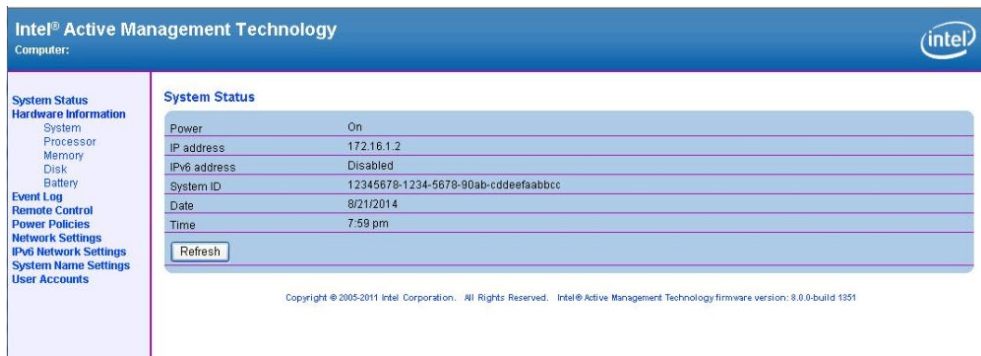 Intel® Active Management Technology
Computer:
intel
System Status
Hardware Information
System
Processor
Memory
Disk
Battery
Event Log
Remote Control
Power Policies
Network Settings
IPv6 Network Settings
System Name Settings
User Accounts
System Status
Power On
IP address 172.16.1.2
IPv6 address Disabled
System ID 12345678-1234-5678-90ab-cddeefaabbcc
Date 8/21/2014
Time 7:59 pm
Refresh
Copyright © 2005-2011 Intel Corporation. All Rights Reserved. Intel® Active Management Technology firmware version: 8.0.0-build 1351